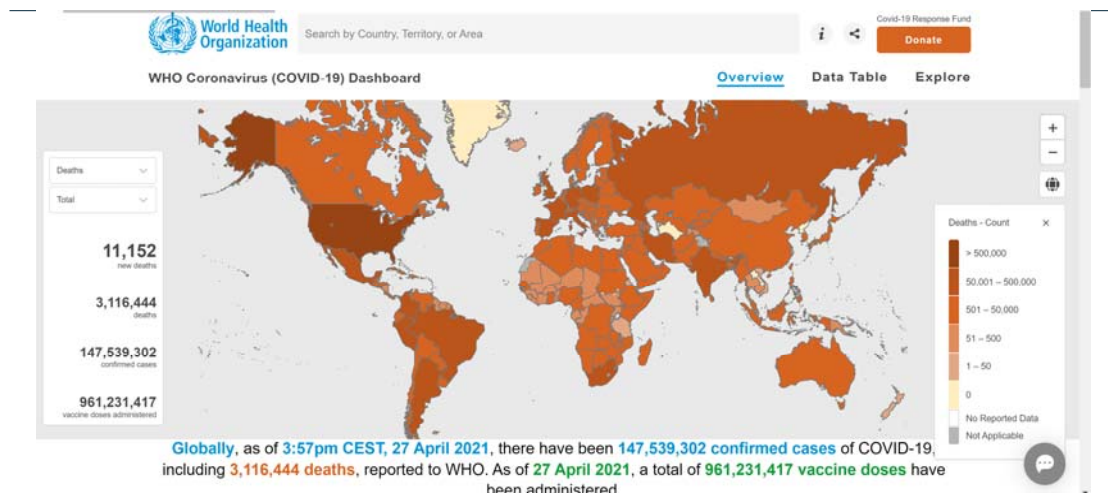 World Health
Organization
Search by Country, Territory, or Area
i
Covid-19 Response Fund
Donate
WHO Coronavirus (COVID-19) Dashboard
Overview
Data Table
Explore
Deaths
Total
11,152
new deaths
3,116,444
deaths
147,539,302
confirmed cases
961,231,417
vaccine doses administered
+
−
Deaths - Count ×
> 500,000
50,001 – 500,000
501 – 50,000
51 – 500
1 – 50
0
No Reported Data
Not Applicable
Globally, as of 3:57pm CEST, 27 April 2021, there have been 147,539,302 confirmed cases of COVID-19,
including 3,116,444 deaths, reported to WHO. As of 27 April 2021, a total of 961,231,417 vaccine doses have
been administered